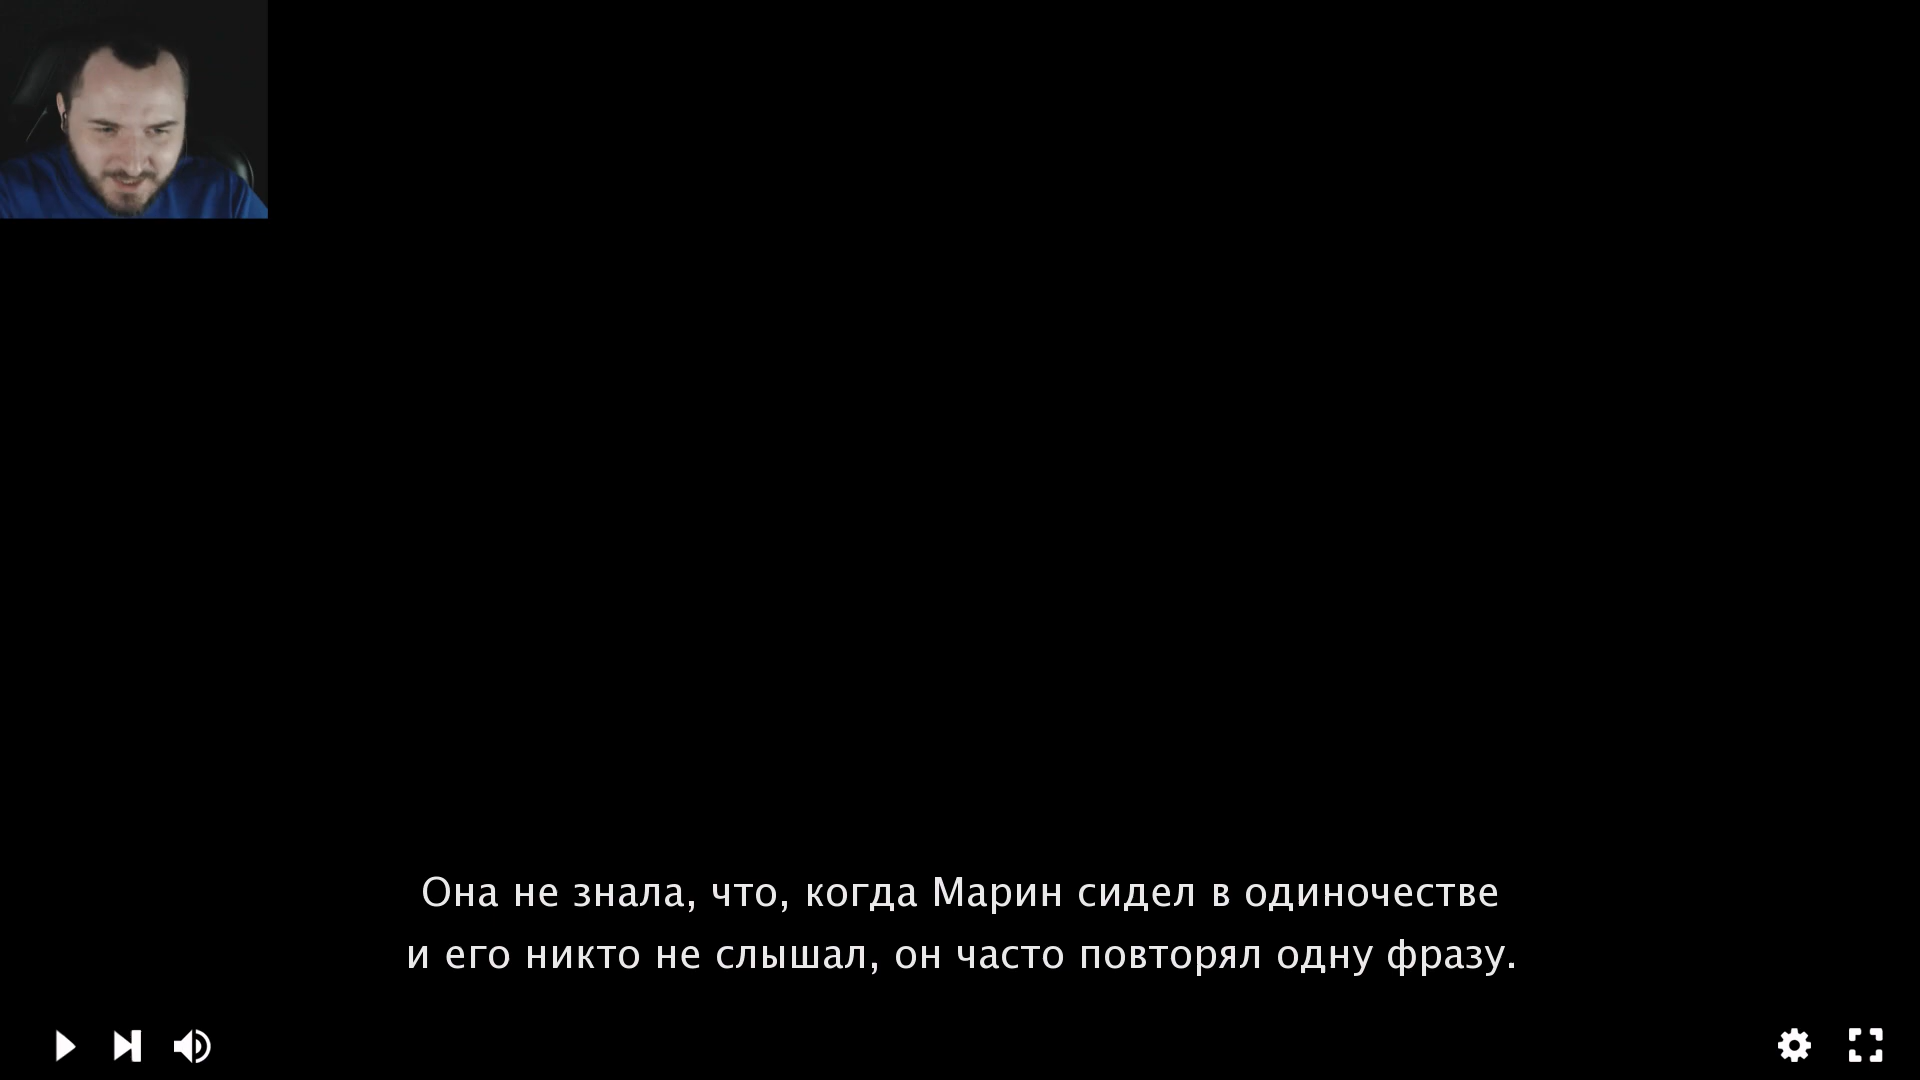 Она не знала, что, когда Марин сидел в одиночестве
и его никто не слышал, он часто повторял одну фразу.